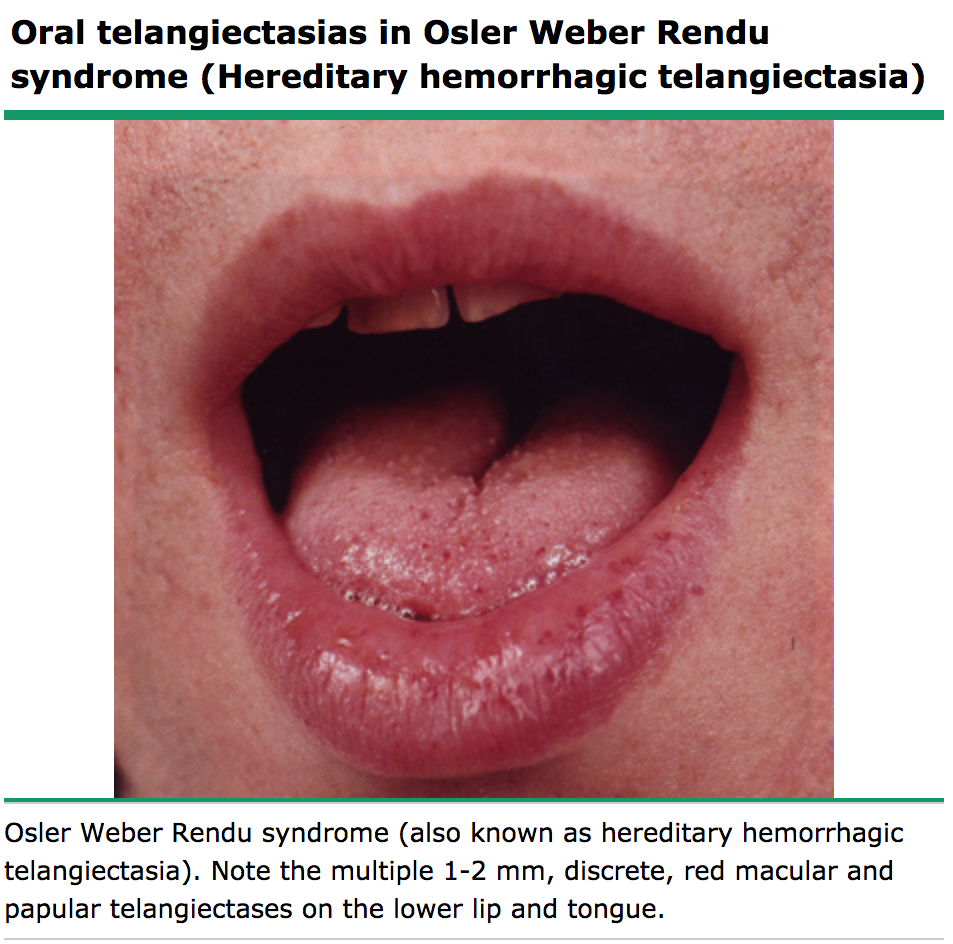 Oral telangiectasias in Osler Weber Rendu
syndrome (Hereditary hemorrhagic telangiectasia)
Osler Weber Rendu syndrome (also known as hereditary hemorrhagic
telangiectasia). Note the multiple 1-2 mm, discrete, red macular and
papular telangiectases on the lower lip and tongue.